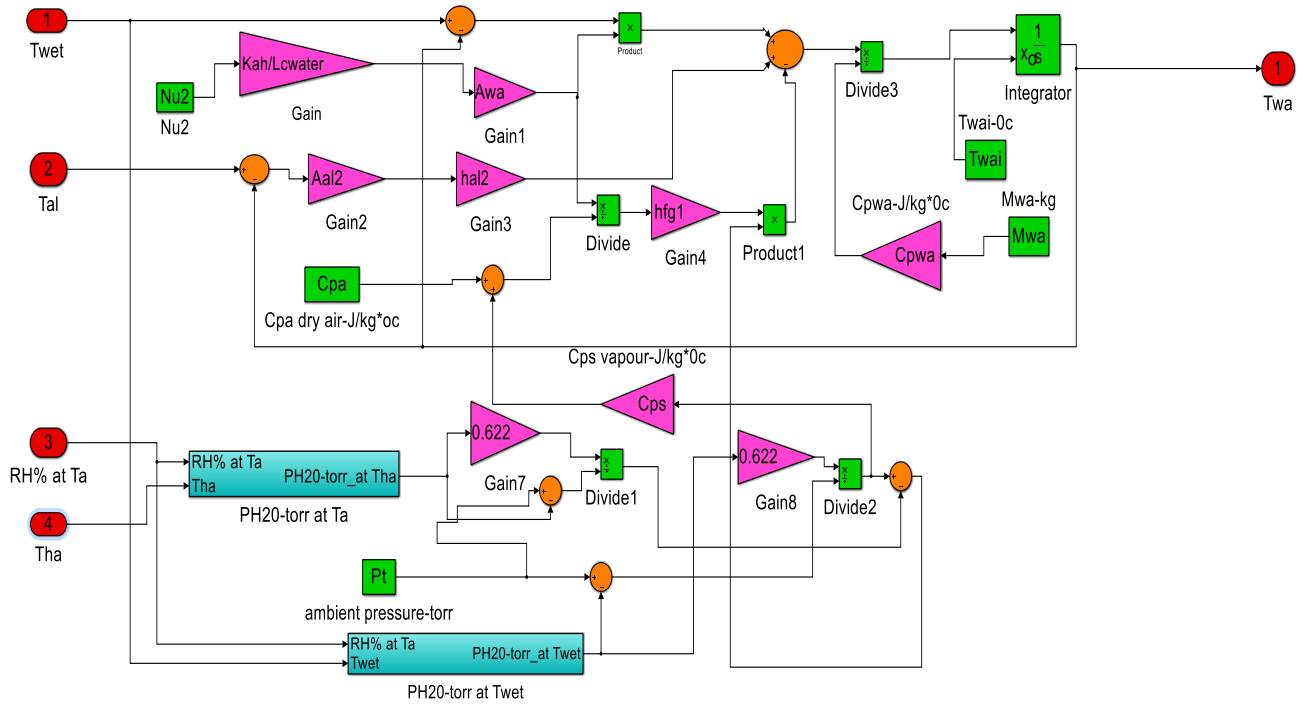 1
Twet
Kah/Lcwater
Gain
Nu2
Nu2
Awa
Gain1
×
Product
+
-
+
+
-
×
÷
Divide3
1
s
xo
Integrator
1
Twa
Twai-0c
Twai
2
Tal
+
-
Aal2
Gain2
hal2
Gain3
×
÷
Divide
hfg1
Gain4
×
Product1
Cpwa-J/kg*0c
Cpwa
Mwa-kg
Mwa
Cpa
Cpa dry air-J/kg*oc
+
+
Cps vapour-J/kg*0c
Cps
3
RH% at Ta
4
Tha
RH% at Ta
Tha
PH20-torr_at Tha
PH20-torr at Ta
0.622
Gain7
+
-
×
÷
Divide1
0.622
Gain8
×
÷
Divide2
+
-
Pt
ambient pressure-torr
+
-
RH% at Ta
Twet
PH20-torr_at Twet
PH20-torr at Twet